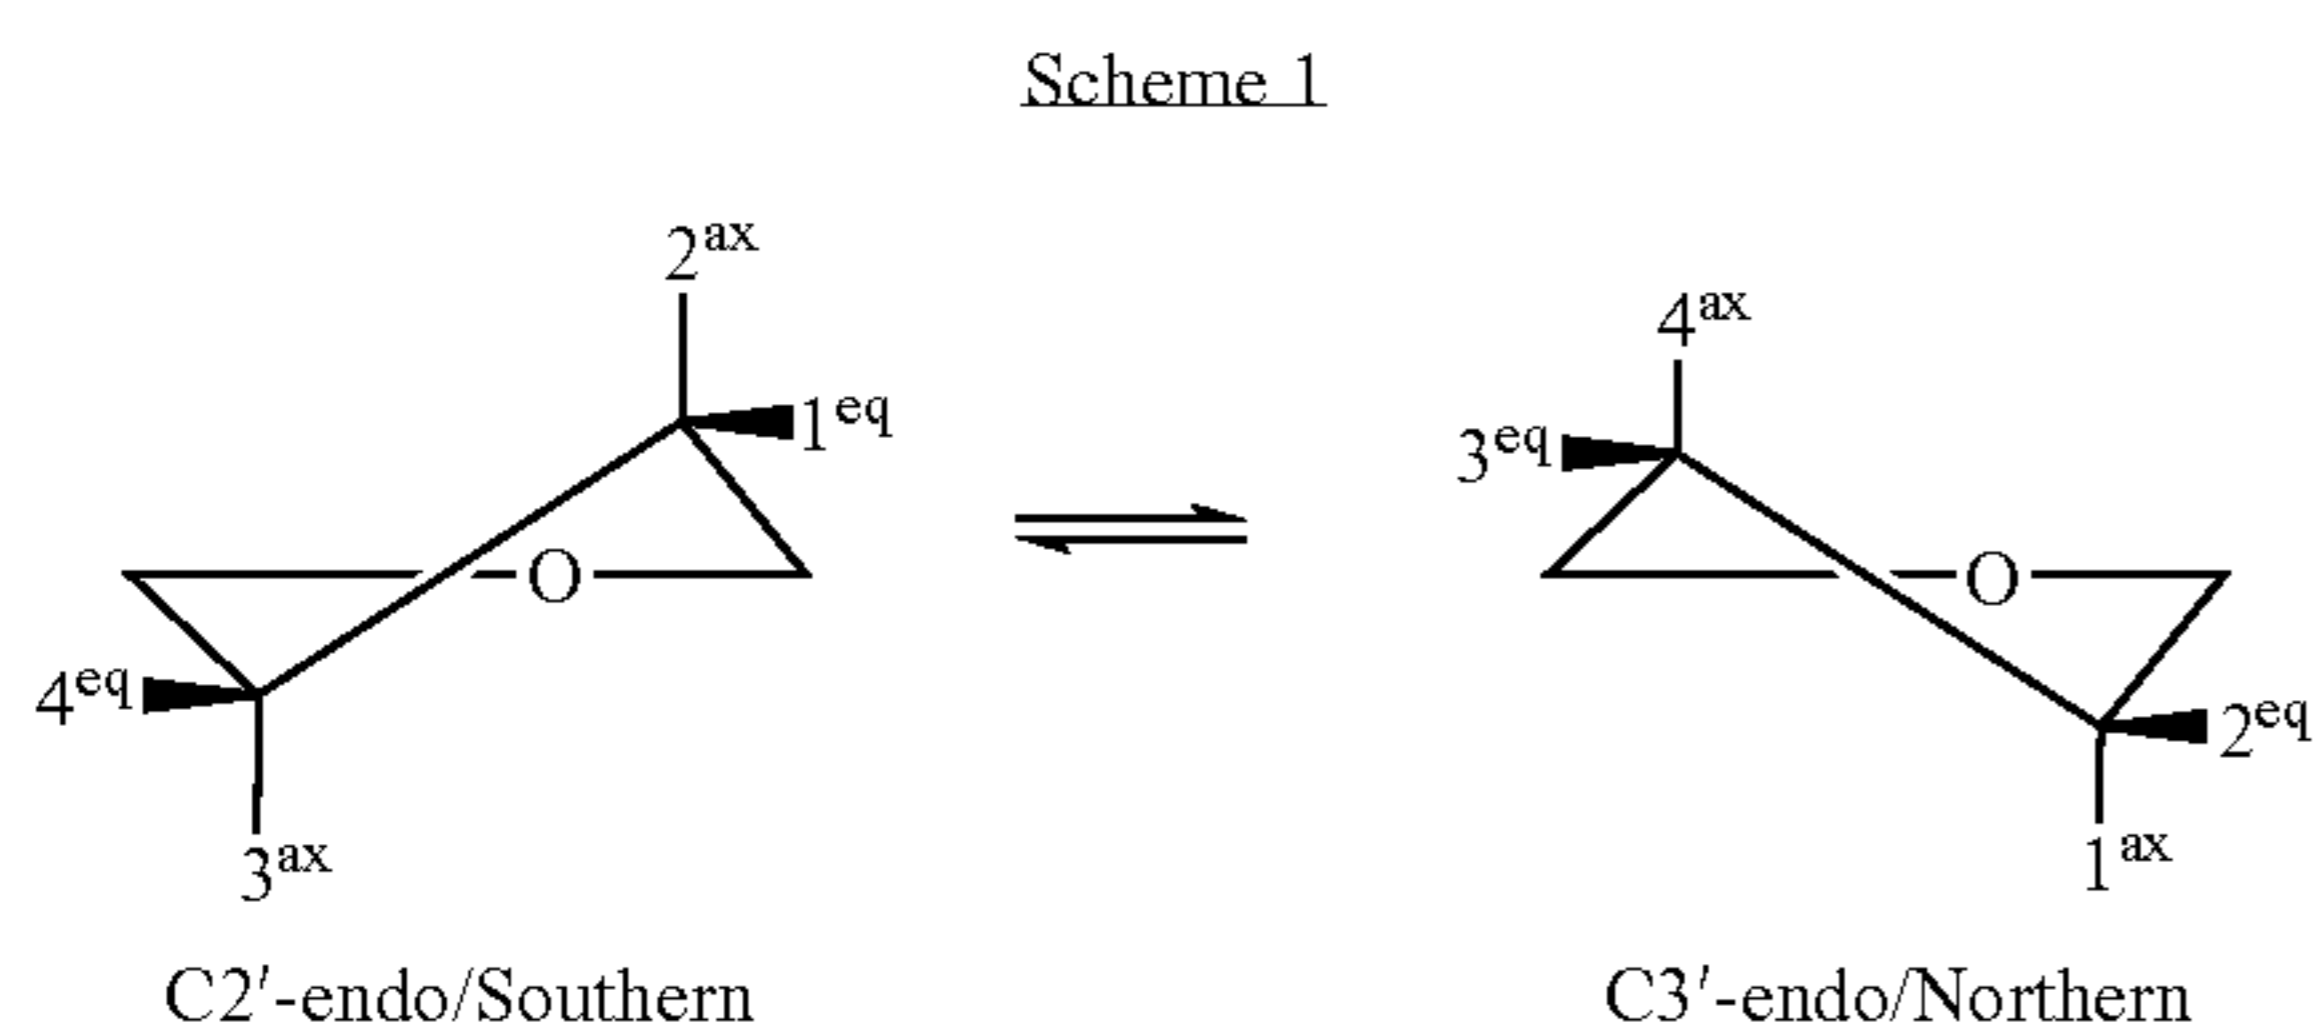 Scheme 1
2ax
4ax
1eq
3eq
O
O
4eq
2eq
3ax
1ax
C2'-endo/Southern
C3'-endo/Northern